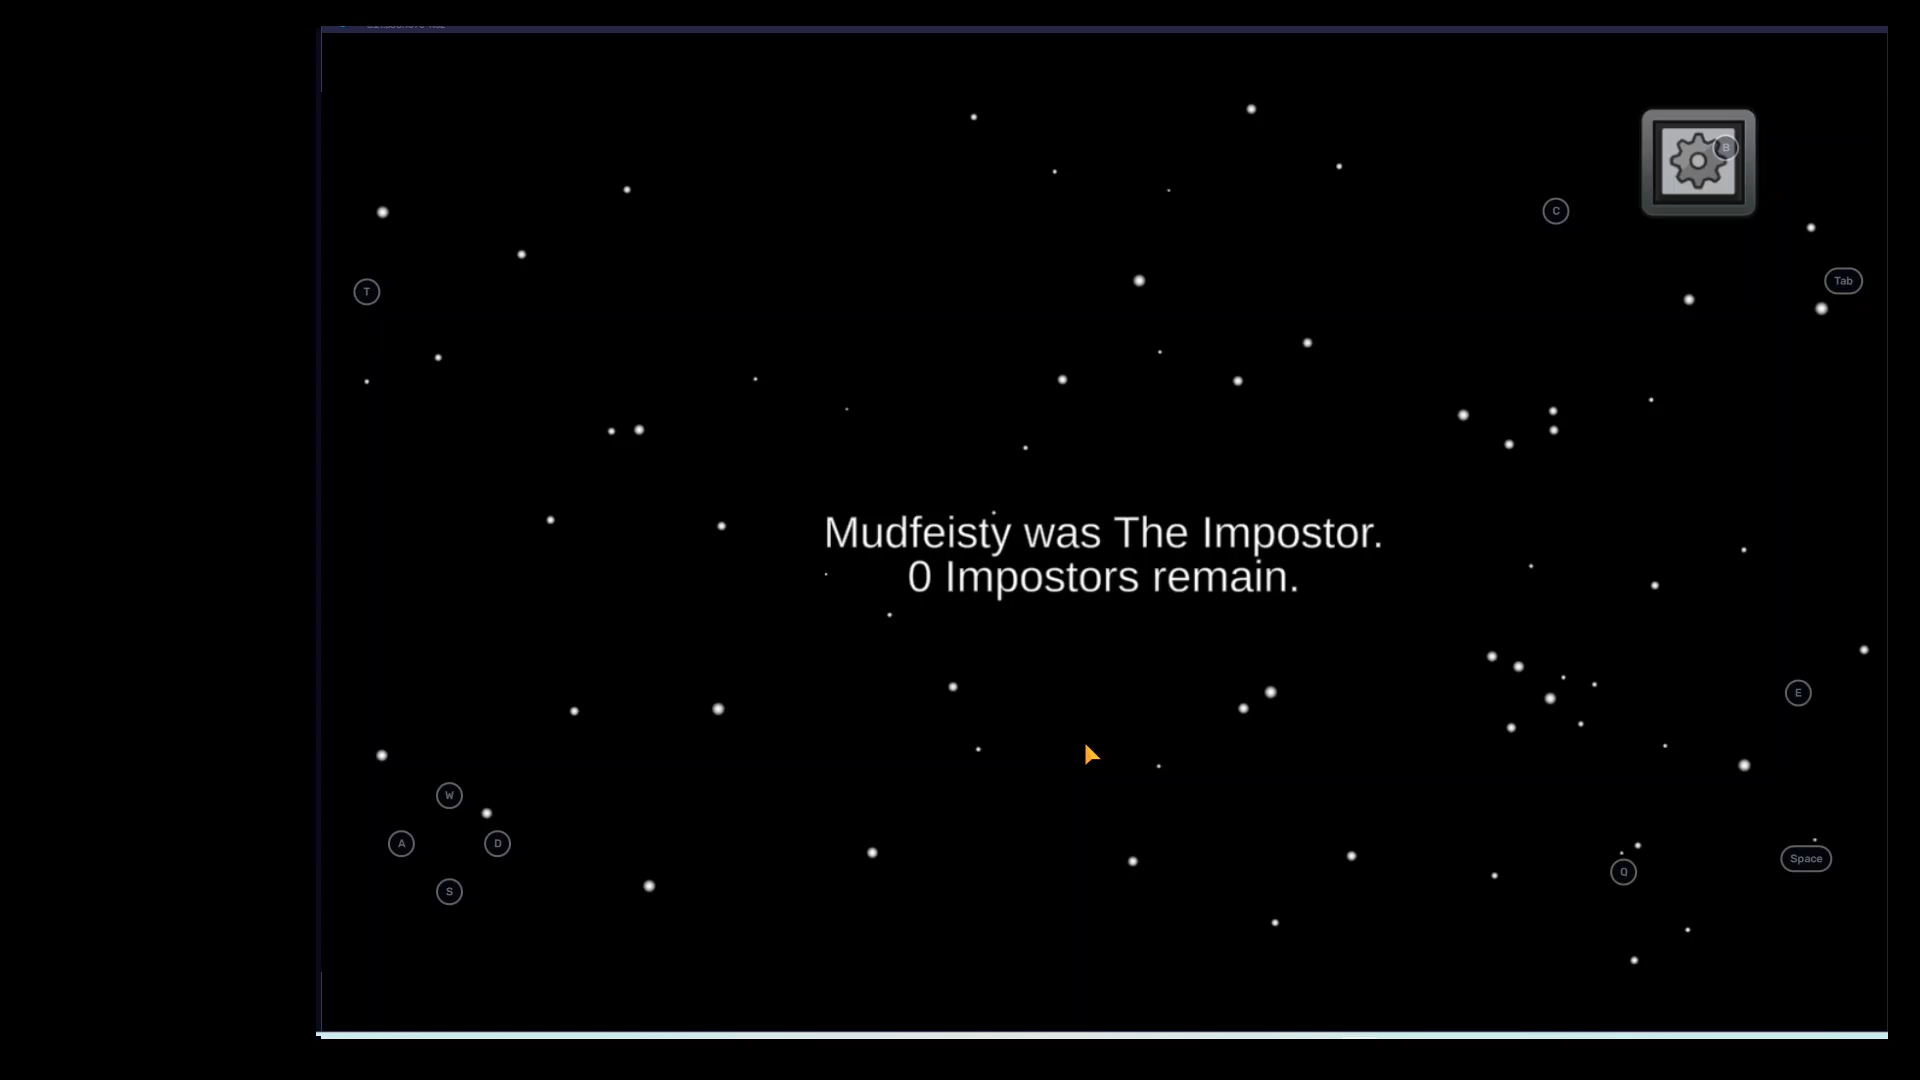 B
C
T
Tab
Mudfeisty was The Impostor.
0 Impostors remain.
E
W
A
D
Space
Q
S